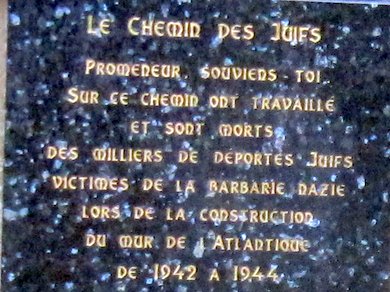 Le Chemin des Juifs
Promeneur, souviens-toi
Sur ce chemin ont travaillé
et sont morts
des milliers de déportés Juifs
victimes de la barbarie nazie
lors de la construction
du mur de l'Atlantique
de 1942 a 1944